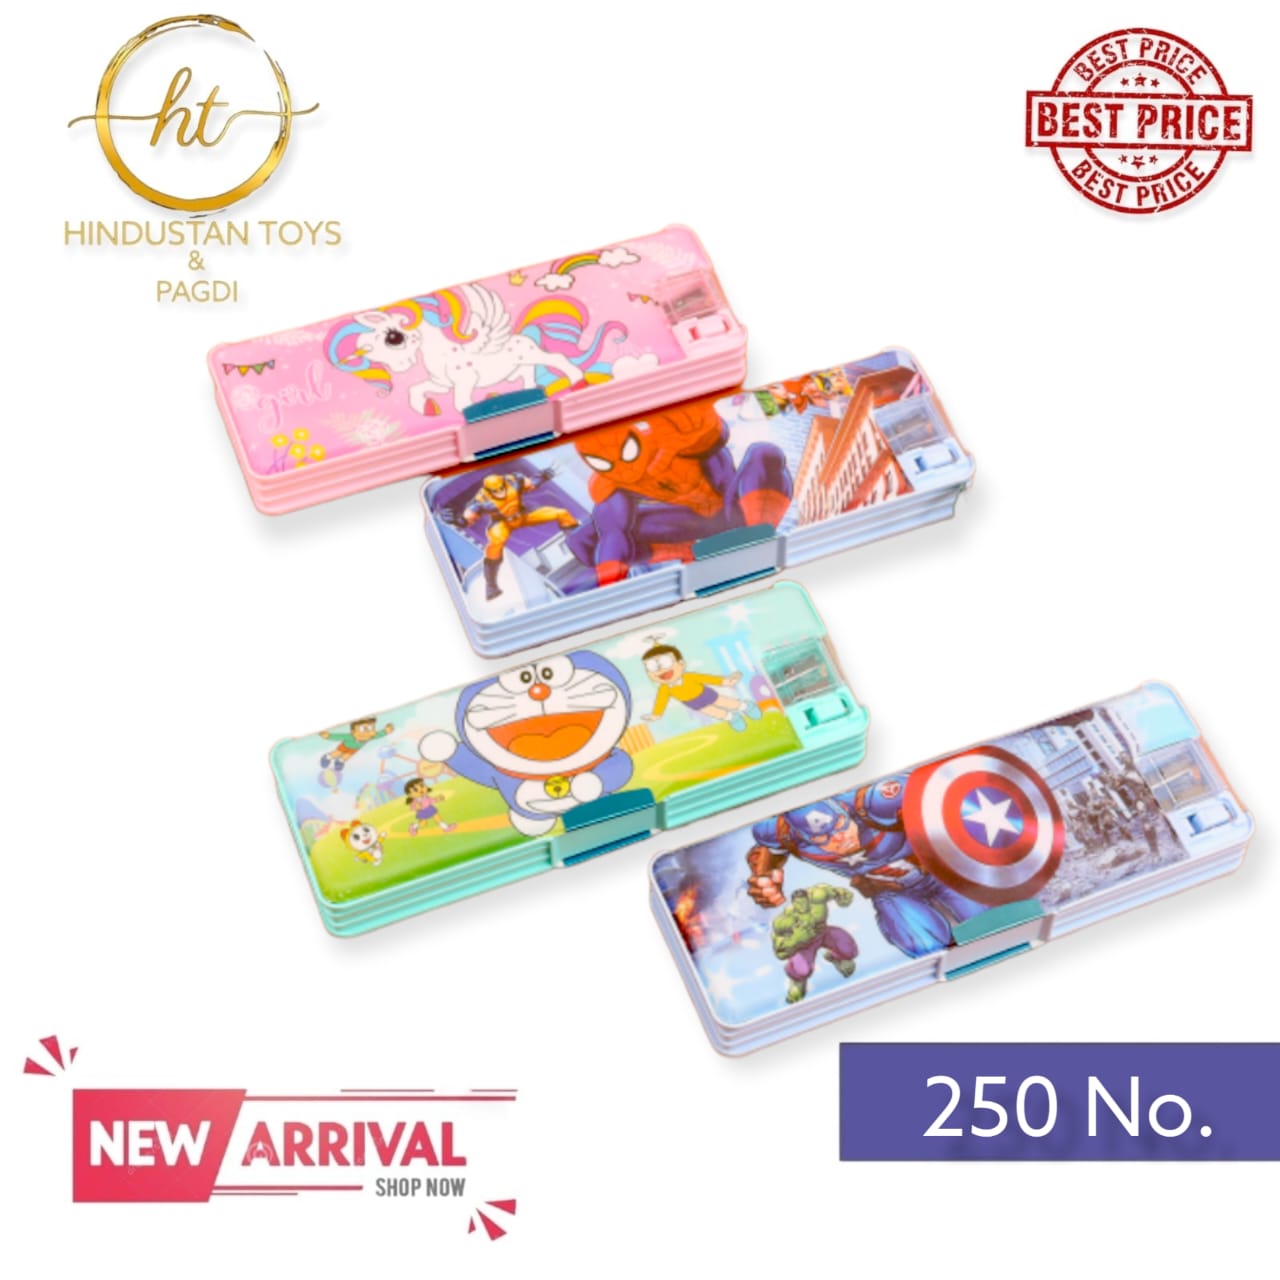 ht
HINDUSTAN TOYS
&
PAGDI
BEST PRICE
BEST PRICE
BEST PRICE
girl
NEW ARRIVAL
SHOP NOW
250 No.